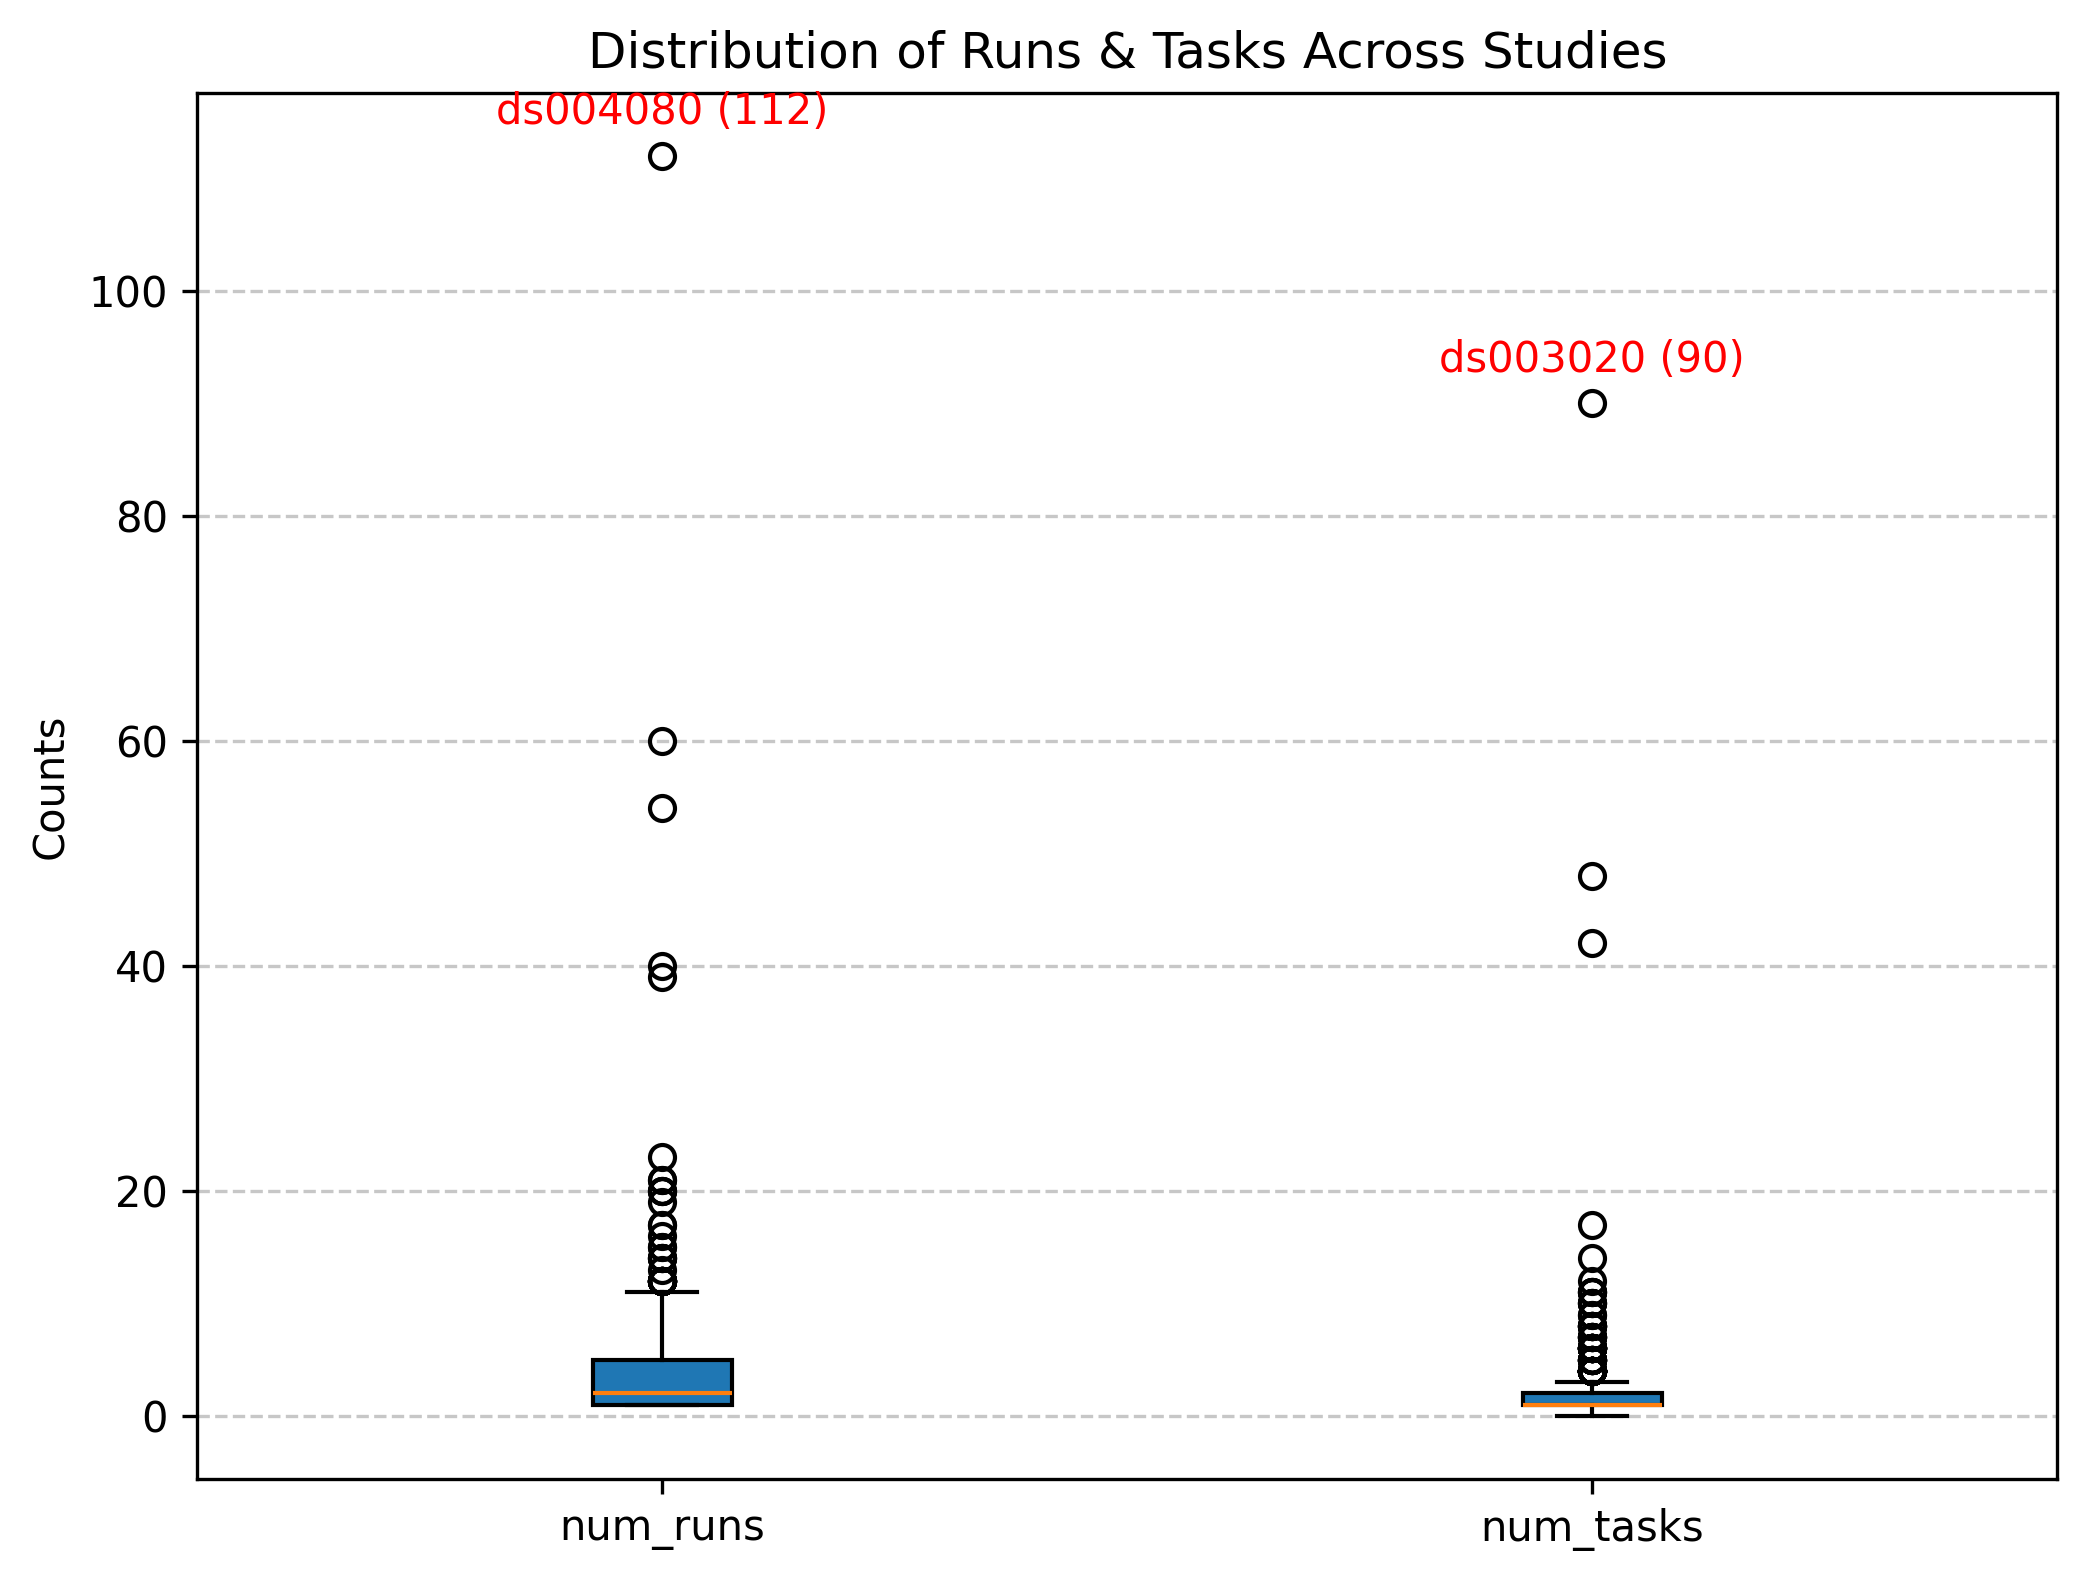 Distribution of Runs & Tasks Across Studies
ds004080 (112)
ds003020 (90)
Counts
100
80
60
40
20
0
num_runs
num_tasks